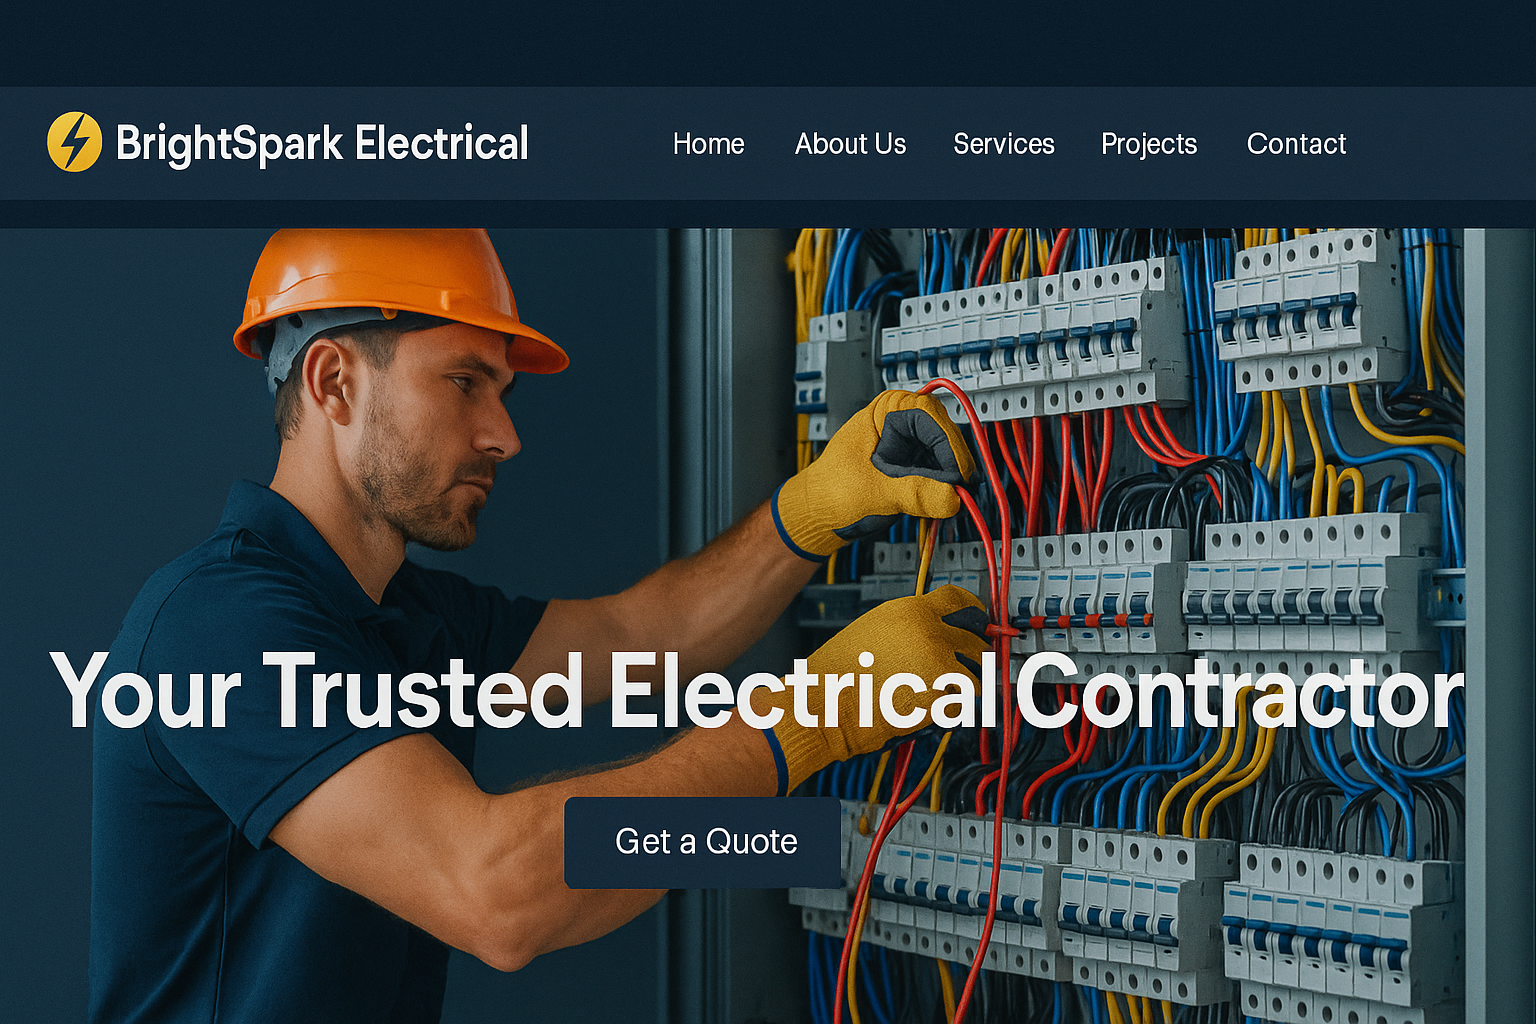 BrightSpark Electrical
Home About Us Services Projects Contact
Your Trusted Electrical Contractor
Get a Quote